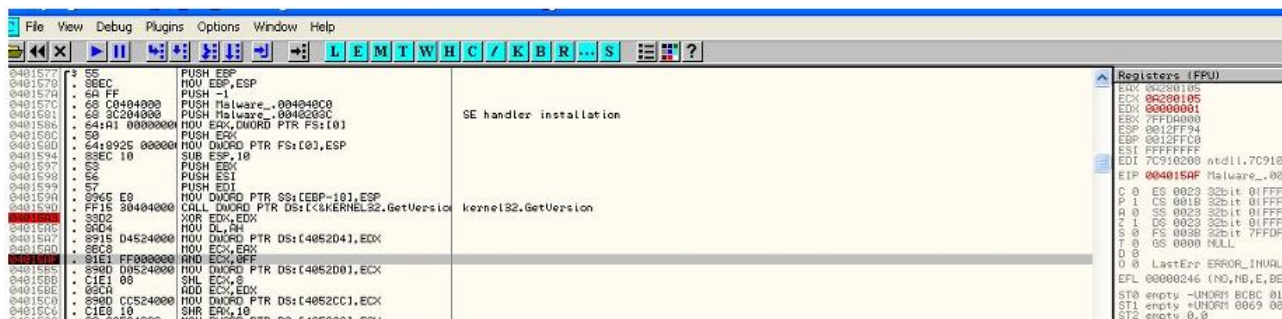 File View Debug Plugins Options Window Help
L E M T W H C / K B R ... S ?
00401577 55 PUSH EBP
00401578 . 8BEC MOV EBP,ESP
0040157A . 6A FF PUSH -1
0040157C . 68 C0404000 PUSH Malware_.004040C0
00401581 . 68 3C204000 PUSH Malware_.0040203C SE handler installation
00401586 . 64:A1 0000000 MOV EAX,DWORD PTR FS:[0]
0040158C . 50 PUSH EAX
0040158D . 64:8925 00000 MOV DWORD PTR FS:[0],ESP
00401594 . 83EC 10 SUB ESP,10
00401597 . 53 PUSH EBX
00401598 . 56 PUSH ESI
00401599 . 57 PUSH EDI
0040159A . 8965 E8 MOV DWORD PTR SS:[EBP-18],ESP
0040159D . FF15 30404000 CALL DWORD PTR DS:[<&KERNEL32.GetVersio kernel32.GetVersion
004015A3 . 33D2 XOR EDX,EDX
004015A5 . 8AD4 MOV DL,AH
004015A7 . 8915 D4524000 MOV DWORD PTR DS:[4052D4],EDX
004015AD . 8BC8 MOV ECX,EAX
004015AF . 81E1 FF000000 AND ECX,0FF
004015B5 . 890D D0524000 MOV DWORD PTR DS:[4052D0],ECX
004015BB . C1E1 08 SHL ECX,8
004015BE . 03CA ADD ECX,EDX
004015C0 . 890D CC524000 MOV DWORD PTR DS:[4052CC],ECX
004015C6 . C1E8 10 SHR EAX,10
Registers (FPU)
EAX 0A280105
ECX 0A280105
EDX 00000001
EBX 7FFDA000
ESP 0012FF94
EBP 0012FFC0
ESI FFFFFFFF
EDI 7C910208 ntdll.7C910
EIP 004015AF Malware_.00
C 0 ES 0023 32bit 0(FFF
P 1 CS 001B 32bit 0(FFF
A 0 SS 0023 32bit 0(FFF
Z 1 DS 0023 32bit 0(FFF
S 0 FS 003B 32bit 7FFDF
T 0 GS 0000 NULL
D 0
O 0 LastErr ERROR_INVAL
EFL 00000246 (NO,NB,E,BE
ST0 empty -UNORM BCBC 01
ST1 empty +UNORM 0069 00
ST2 empty 0.0